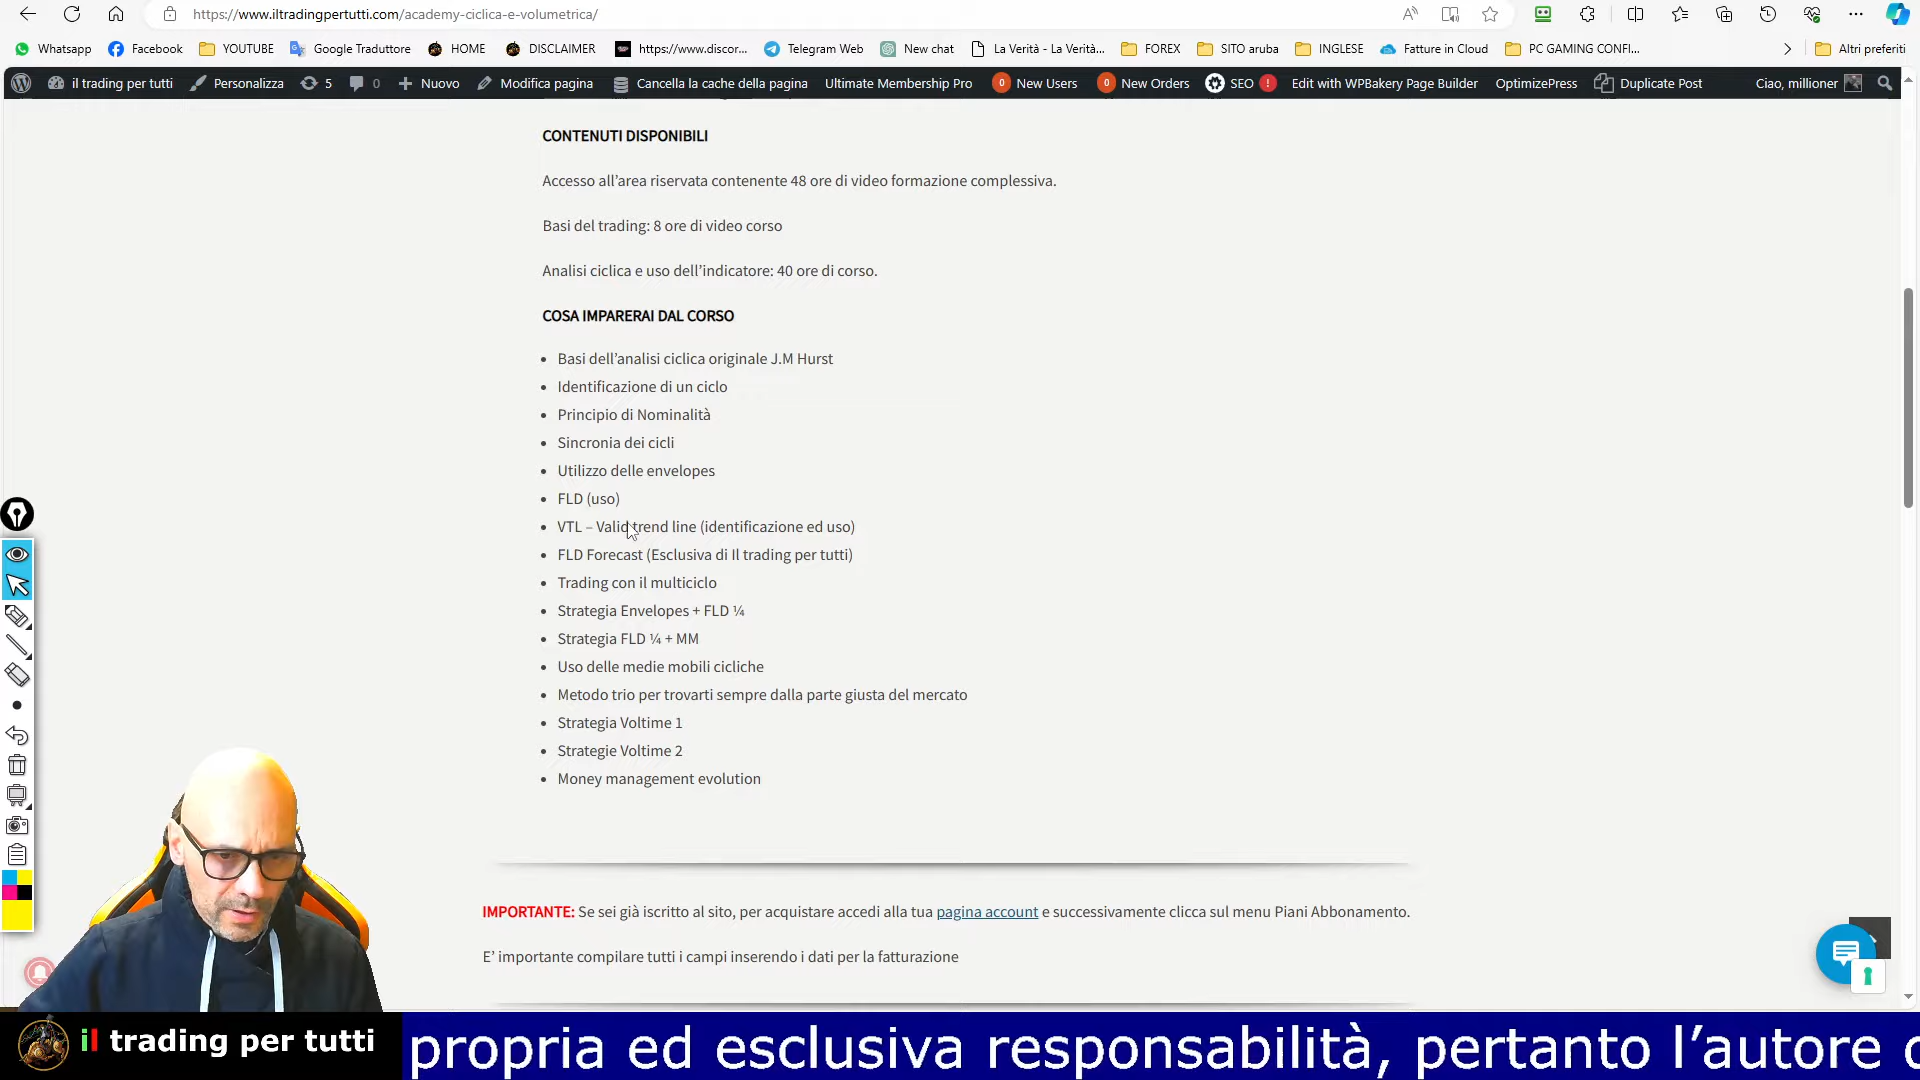 https://www.iltradingpertutti.com/academy-ciclica-e-volumetrica/
Whatsapp
Facebook
YOUTUBE
Google Traduttore
HOME
DISCLAIMER
https://www.discor...
Telegram Web
New chat
La Verità - La Verità...
FOREX
SITO aruba
INGLESE
Fatture in Cloud
PC GAMING CONFI...
Altri preferiti
il trading per tutti
Personalizza
5
0
Nuovo
Modifica pagina
Cancella la cache della pagina
Ultimate Membership Pro
0 New Users
0 New Orders
SEO !
Edit with WPBakery Page Builder
OptimizePress
Duplicate Post
Ciao, millioner
CONTENUTI DISPONIBILI
Accesso all’area riservata contenente 48 ore di video formazione complessiva.
Basi del trading: 8 ore di video corso
Analisi ciclica e uso dell’indicatore: 40 ore di corso.
COSA IMPARERAI DAL CORSO
• Basi dell’analisi ciclica originale J.M Hurst
• Identificazione di un ciclo
• Principio di Nominalità
• Sincronia dei cicli
• Utilizzo delle envelopes
• FLD (uso)
• VTL – Valid trend line (identificazione ed uso)
• FLD Forecast (Esclusiva di Il trading per tutti)
• Trading con il multiciclo
• Strategia Envelopes + FLD ¼
• Strategia FLD ¼ + MM
• Uso delle medie mobili cicliche
• Metodo trio per trovarti sempre dalla parte giusta del mercato
• Strategia Voltime 1
• Strategie Voltime 2
• Money management evolution
IMPORTANTE: Se sei già iscritto al sito, per acquistare accedi alla tua pagina account e successivamente clicca sul menu Piani Abbonamento.
E’ importante compilare tutti i campi inserendo i dati per la fatturazione
il trading per tutti
propria ed esclusiva responsabilità, pertanto l’autore